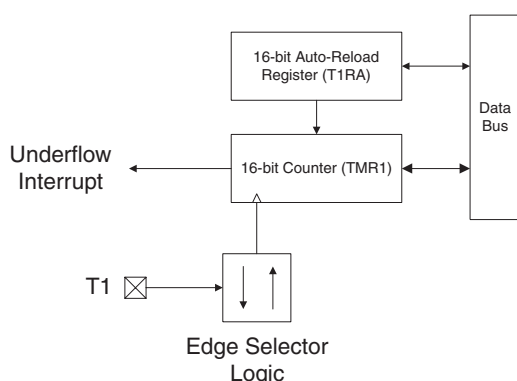 16-bit Auto-Reload
Register (T1RA)
Data
Bus
16-bit Counter (TMR1)
Underflow
Interrupt
T1
Edge Selector
Logic